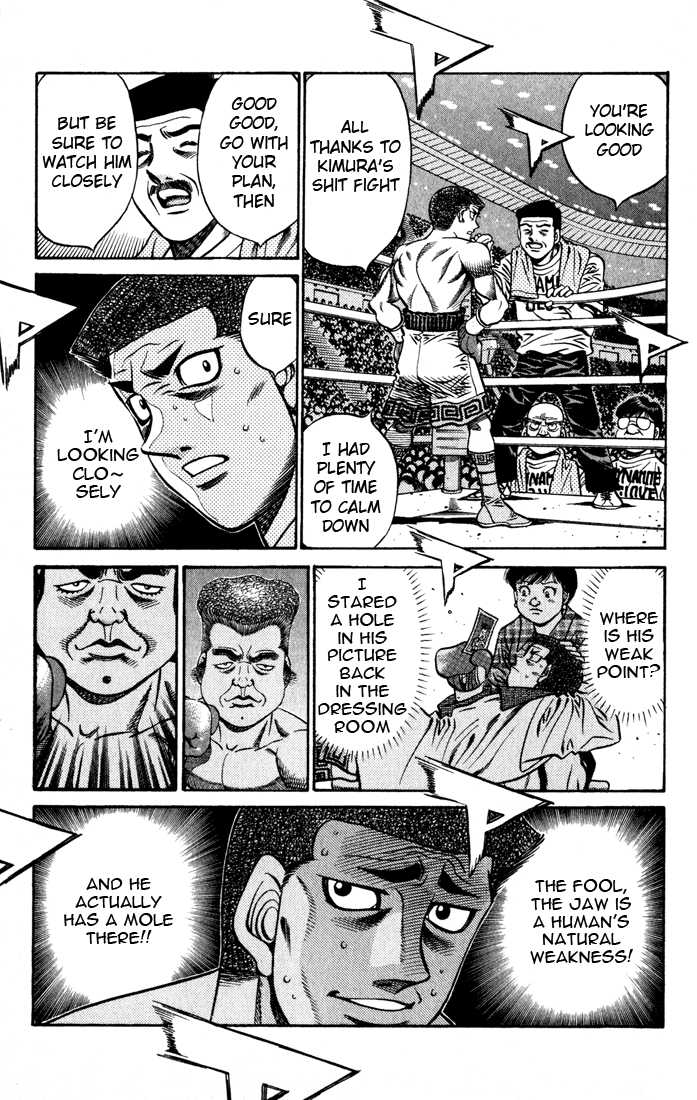 YOU'RE
LOOKING
GOOD
ALL
THANKS TO
KIMURA'S
SHIT FIGHT
I HAD
PLENTY
OF TIME
TO CALM
DOWN
GOOD
GOOD,
GO WITH
YOUR
PLAN,
THEN
BUT BE
SURE TO
WATCH HIM
CLOSELY
SURE
I'M
LOOKING
CLO~
SELY
WHERE
IS HIS
WEAK
POINT?
I
STARED
A HOLE
IN HIS
PICTURE
BACK
IN THE
DRESSING
ROOM
THE FOOL,
THE JAW IS
A HUMAN'S
NATURAL
WEAKNESS!
AND HE
ACTUALLY
HAS A MOLE
THERE!!